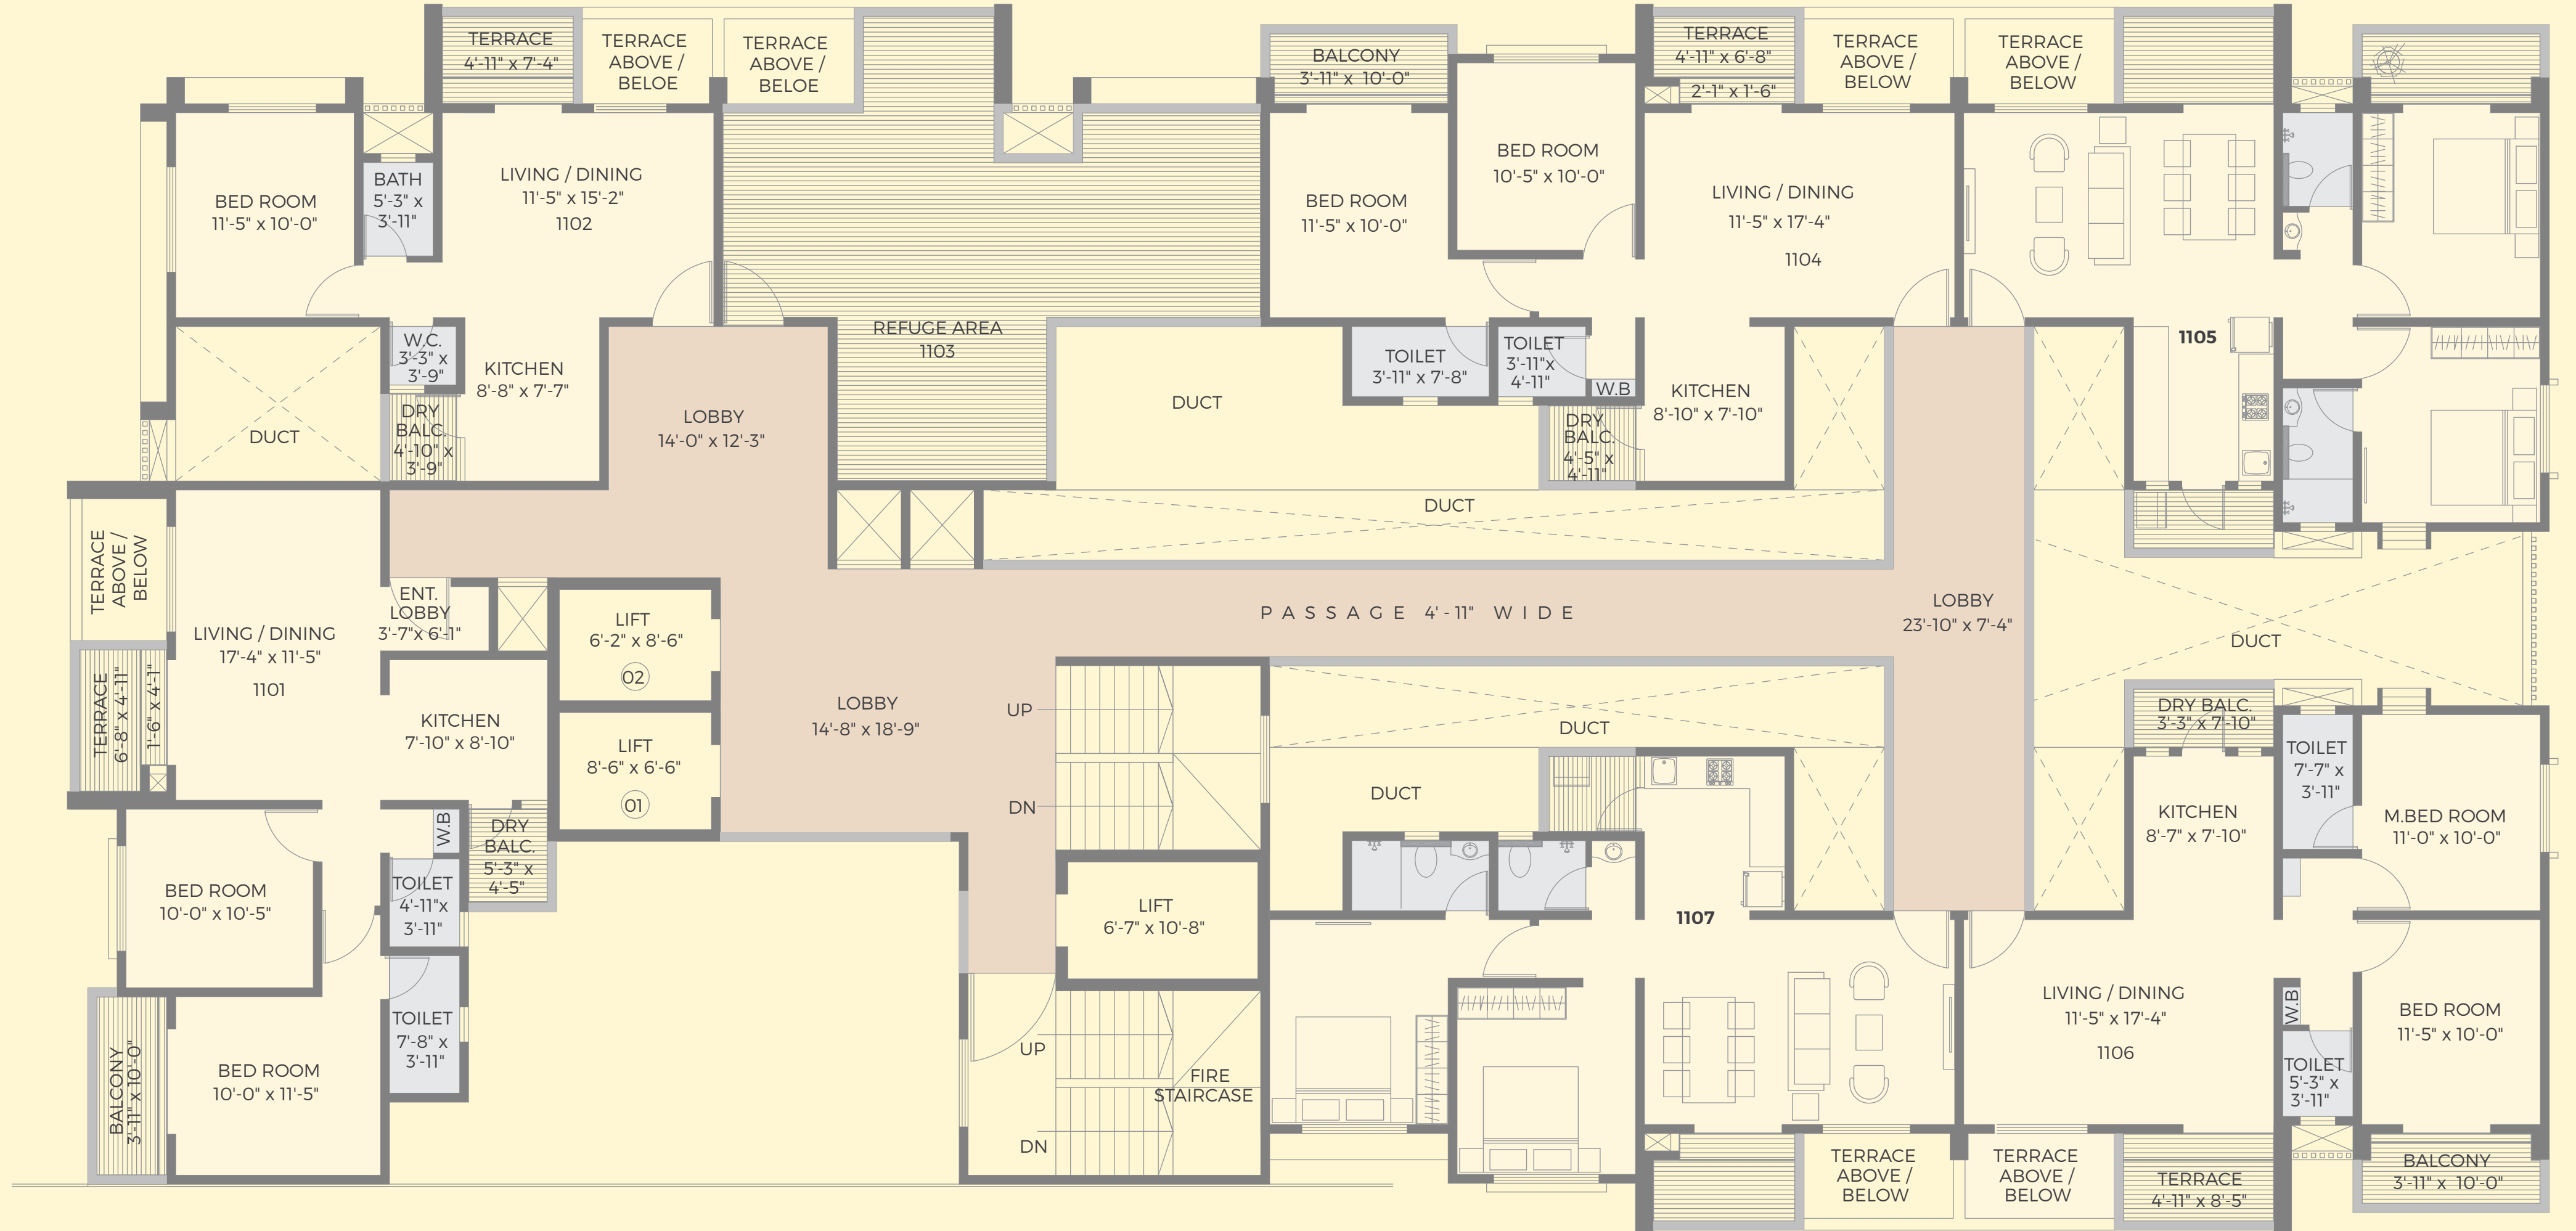 TERRACE
4'-11" x 7'-4"
TERRACE
ABOVE /
BELOE
TERRACE
ABOVE /
BELOE
BALCONY
3'-11" x 10'-0"
TERRACE
4'-11" x 6'-8"
2'-1" x 1'-6"
TERRACE
ABOVE /
BELOW
TERRACE
ABOVE /
BELOW
BED ROOM
11'-5" x 10'-0"
BATH
5'-3" x
3'-11"
LIVING / DINING
11'-5" x 15'-2"
1102
BED ROOM
11'-5" x 10'-0"
BED ROOM
10'-5" x 10'-0"
LIVING / DINING
11'-5" x 17'-4"
1104
REFUGE AREA
1103
1105
W.C.
3'-3" x
3'-9"
KITCHEN
8'-8" x 7'-7"
DUCT
DRY
BALC.
4'-10" x
3'-9"
LOBBY
14'-0" x 12'-3"
DUCT
TOILET
3'-11" x 7'-8"
TOILET
3'-11"x
4'-11"
W.B
KITCHEN
8'-10" x 7'-10"
DRY
BALC.
4'-5" x
4'-11"
DUCT
TERRACE
ABOVE /
BELOW
ENT.
LOBBY
3'-7"x 6'-1"
LIVING / DINING
17'-4" x 11'-5"
1101
LIFT
6'-2" x 8'-6"
02
PASSAGE 4'-11" WIDE
LOBBY
23'-10" x 7'-4"
DUCT
TERRACE
6'-8" x 4'-11"
1'-6" x 4'-1"
KITCHEN
7'-10" x 8'-10"
LIFT
8'-6" x 6'-6"
01
LOBBY
14'-8" x 18'-9"
UP
DN
DUCT
DUCT
DRY BALC.
3'-3" x 7'-10"
TOILET
7'-7" x
3'-11"
KITCHEN
8'-7" x 7'-10"
M.BED ROOM
11'-0" x 10'-0"
W.B
DRY
BALC.
5'-3" x
4'-5"
BED ROOM
10'-0" x 10'-5"
TOILET
4'-11"x
3'-11"
LIFT
6'-7" x 10'-8"
1107
TOILET
7'-8" x
3'-11"
BED ROOM
10'-0" x 11'-5"
BALCONY
3'-11" x 10'-0"
UP
FIRE
STAIRCASE
DN
LIVING / DINING
11'-5" x 17'-4"
1106
W.B
BED ROOM
11'-5" x 10'-0"
TOILET
5'-3" x
3'-11"
TERRACE
ABOVE /
BELOW
TERRACE
ABOVE /
BELOW
TERRACE
4'-11" x 8'-5"
BALCONY
3'-11" x 10'-0"